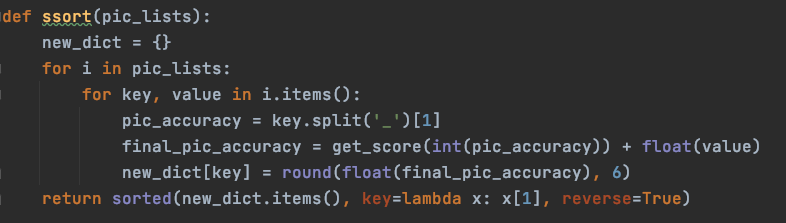 def ssort(pic_lists):
    new_dict = {}
    for i in pic_lists:
        for key, value in i.items():
            pic_accuracy = key.split('_')[1]
            final_pic_accuracy = get_score(int(pic_accuracy)) + float(value)
            new_dict[key] = round(float(final_pic_accuracy), 6)
    return sorted(new_dict.items(), key=lambda x: x[1], reverse=True)